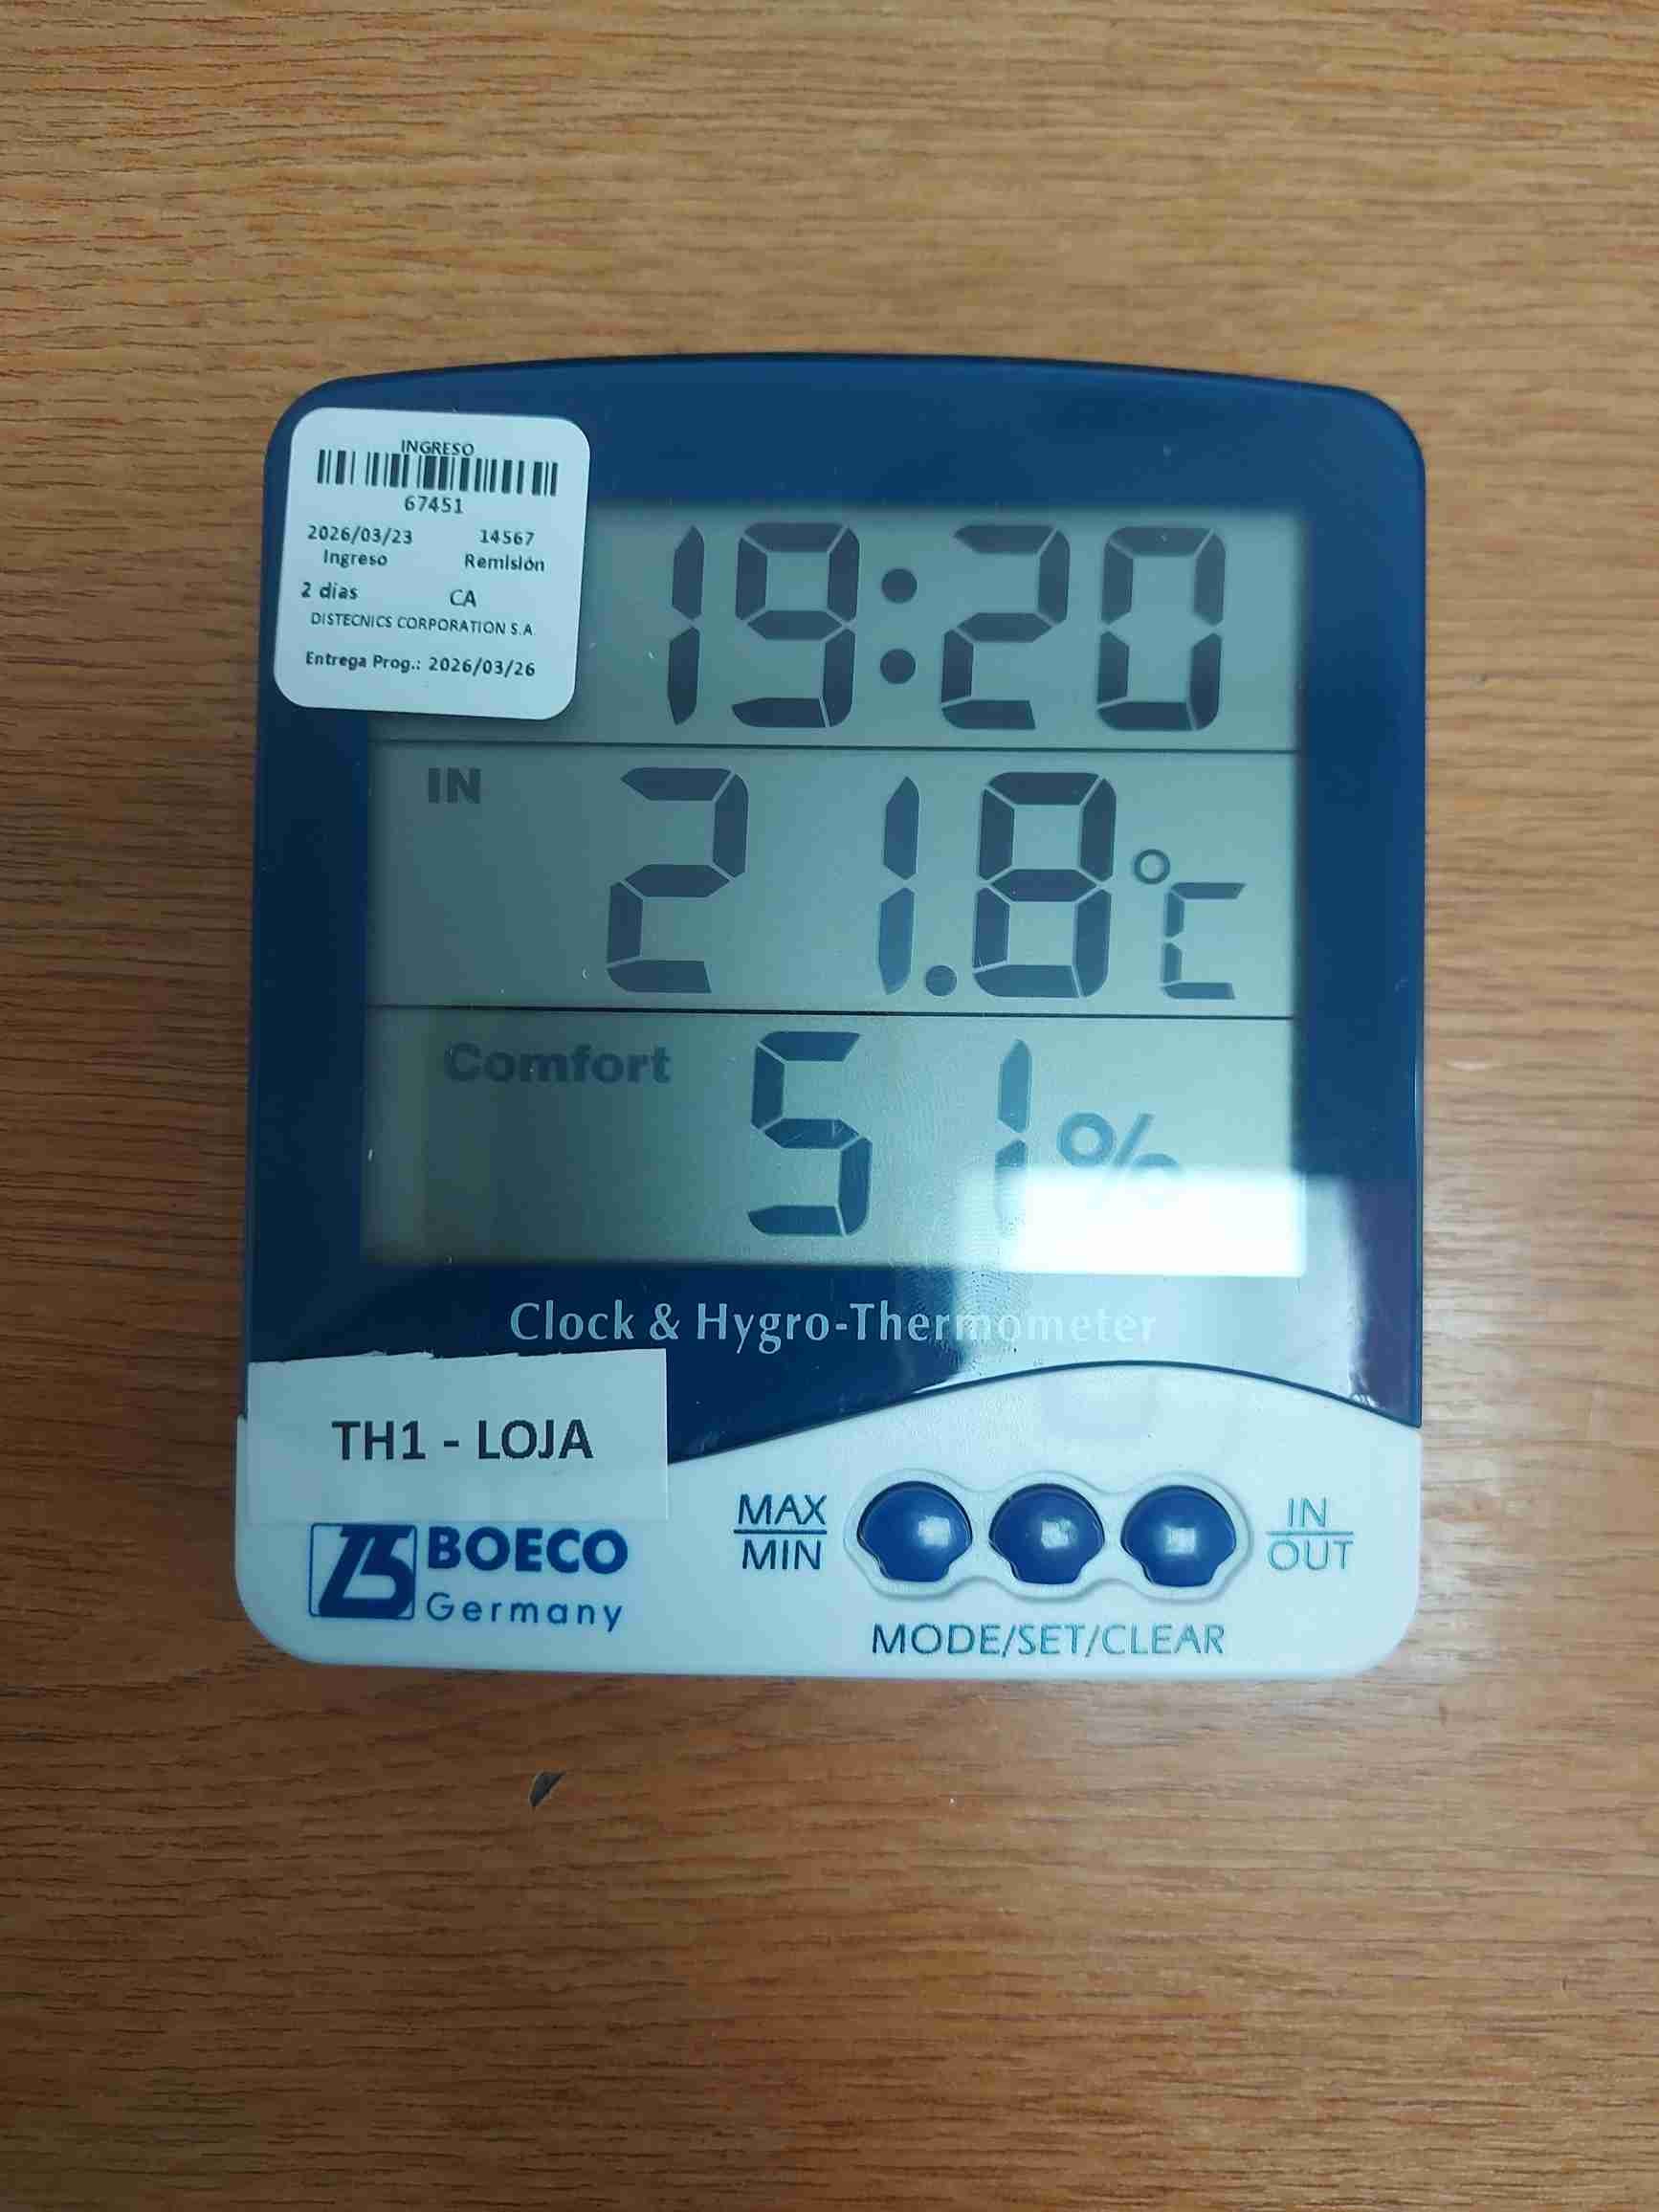 INGRESO
67451
2026/03/23 14567
Ingreso Remisión
2 días CA
DISTECNICS CORPORATION S.A.
Entrega Prog.: 2026/03/26
19:20
IN 21.8 °C
Comfort 51 %
Clock & Hygro-Thermometer
TH1 - LOJA
BOECO
Germany
MAX
MIN
IN
OUT
MODE/SET/CLEAR